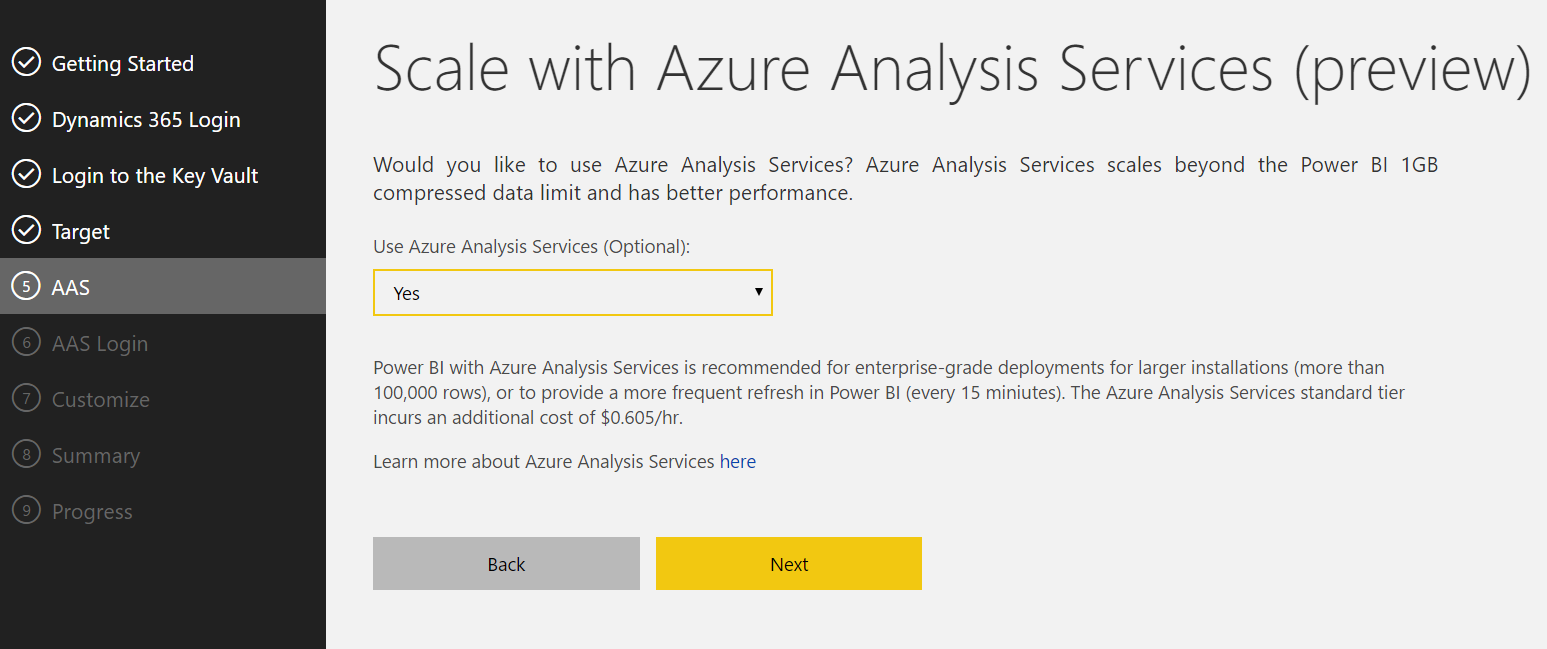 Getting Started
Dynamics 365 Login
Login to the Key Vault
Target
5 AAS
6 AAS Login
7 Customize
8 Summary
9 Progress
Scale with Azure Analysis Services (preview)
Would you like to use Azure Analysis Services? Azure Analysis Services scales beyond the Power BI 1GB
compressed data limit and has better performance.
Use Azure Analysis Services (Optional):
Yes
Power BI with Azure Analysis Services is recommended for enterprise-grade deployments for larger installations (more than
100,000 rows), or to provide a more frequent refresh in Power BI (every 15 miniutes). The Azure Analysis Services standard tier
incurs an additional cost of $0.605/hr.
Learn more about Azure Analysis Services here
Back
Next